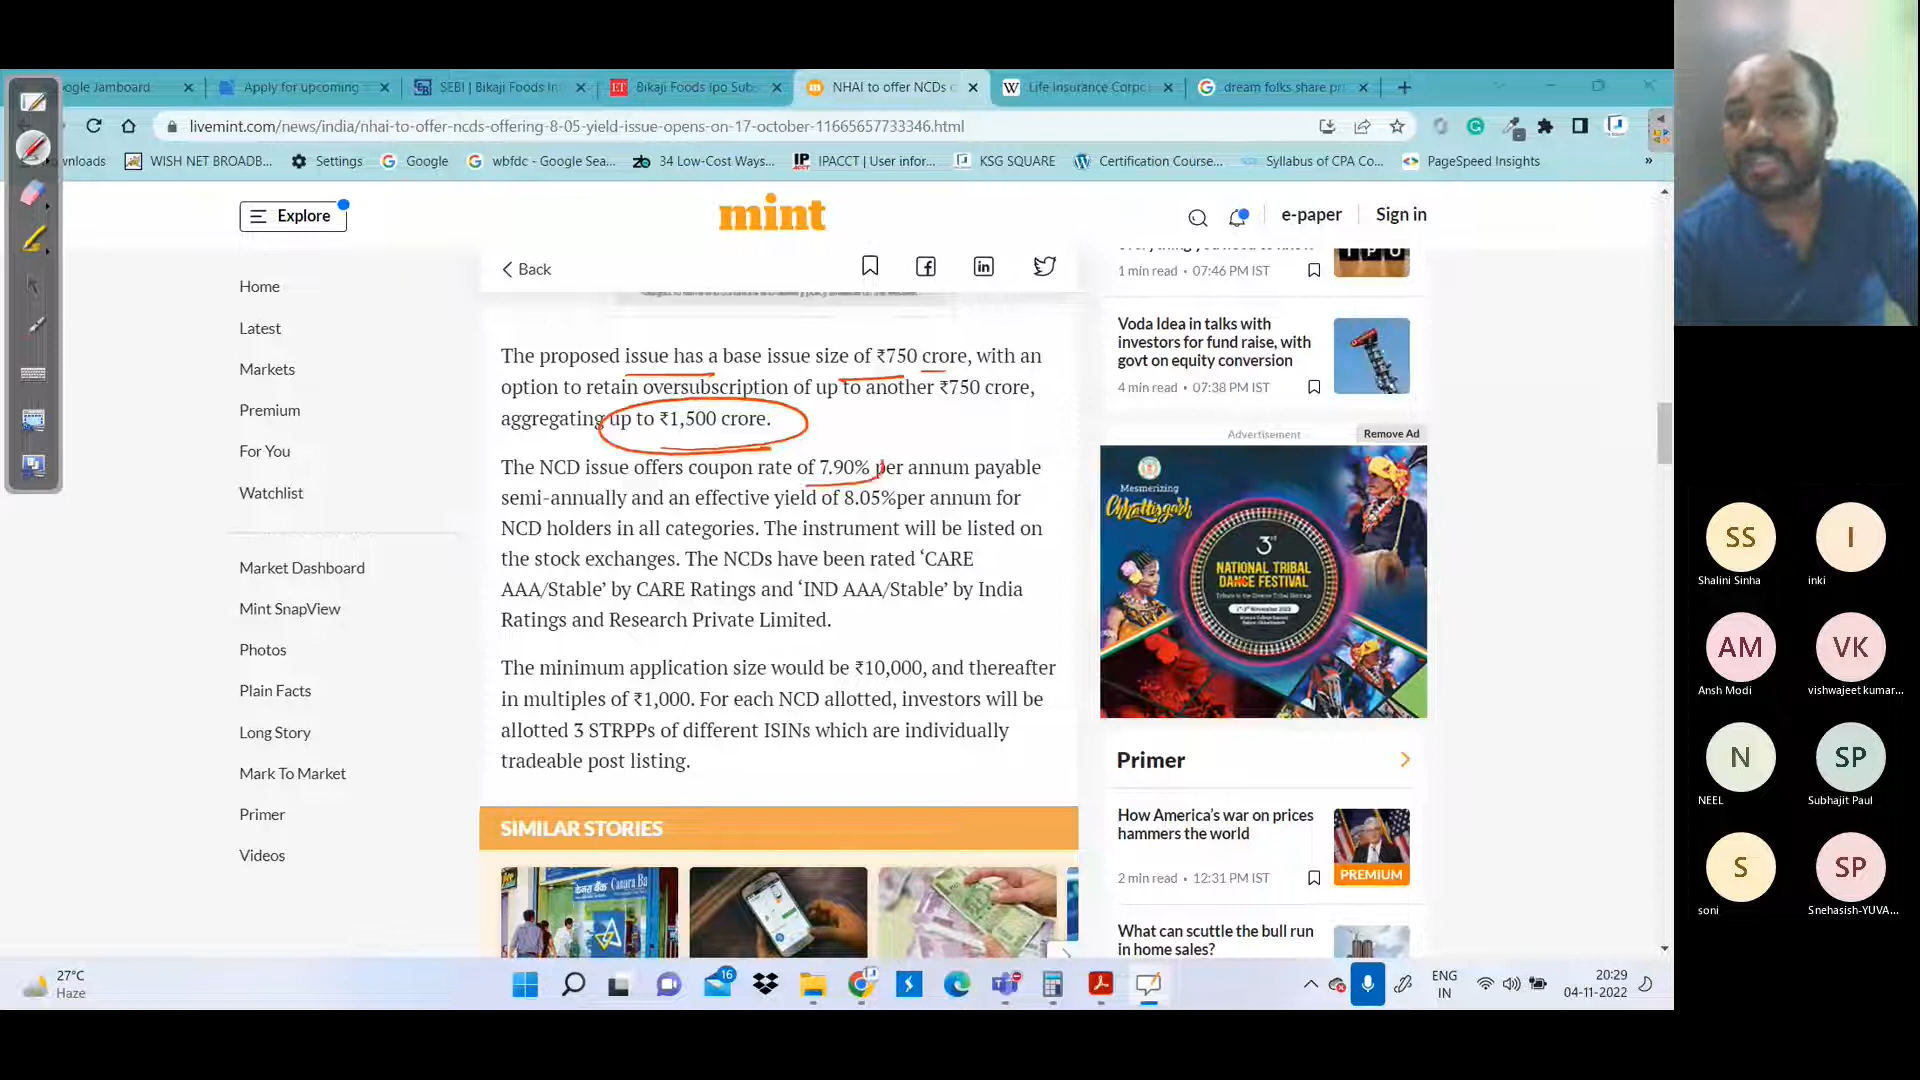 ogle Jamboard
Apply for upcoming
SEBI | Bikaji Foods In
Bikaji Foods Ipo Sub
NHAI to offer NCDs o
Life Insurance Corpo
dream folks share pr
livemint.com/news/india/nhai-to-offer-ncds-offering-8-05-yield-issue-opens-on-17-october-11665657733346.html
wnloads
WISH NET BROADB...
Settings
Google
wbfdc - Google Sea...
34 Low-Cost Ways...
IPACCT | User infor...
KSG SQUARE
Certification Course...
Syllabus of CPA Co...
PageSpeed Insights
»
Explore
mint
e-paper
Sign in
Home
Latest
Markets
Premium
For You
Watchlist
Market Dashboard
Mint SnapView
Photos
Plain Facts
Long Story
Mark To Market
Primer
Videos
Back
The proposed issue has a base issue size of ₹750 crore, with an
option to retain oversubscription of up to another ₹750 crore,
aggregating up to ₹1,500 crore.
The NCD issue offers coupon rate of 7.90% per annum payable
semi-annually and an effective yield of 8.05%per annum for
NCD holders in all categories. The instrument will be listed on
the stock exchanges. The NCDs have been rated ‘CARE
AAA/Stable’ by CARE Ratings and ‘IND AAA/Stable’ by India
Ratings and Research Private Limited.
The minimum application size would be ₹10,000, and thereafter
in multiples of ₹1,000. For each NCD allotted, investors will be
allotted 3 STRPPs of different ISINs which are individually
tradeable post listing.
SIMILAR STORIES
Canara Ba
1 min read • 07:46 PM IST
Voda Idea in talks with
investors for fund raise, with
govt on equity conversion
4 min read • 07:38 PM IST
Advertisement
Remove Ad
Mesmerizing
Chhattisgarh
3rd
NATIONAL TRIBAL
DANCE FESTIVAL
Primer
How America’s war on prices
hammers the world
2 min read • 12:31 PM IST
PREMIUM
What can scuttle the bull run
in home sales?
SS
Shalini Sinha
I
inki
AM
Ansh Modi
VK
vishwajeet kumar...
N
NEEL
SP
Subhajit Paul
S
soni
SP
Snehasish-YUVA...
27°C
Haze
16
ENG
IN
20:29
04-11-2022